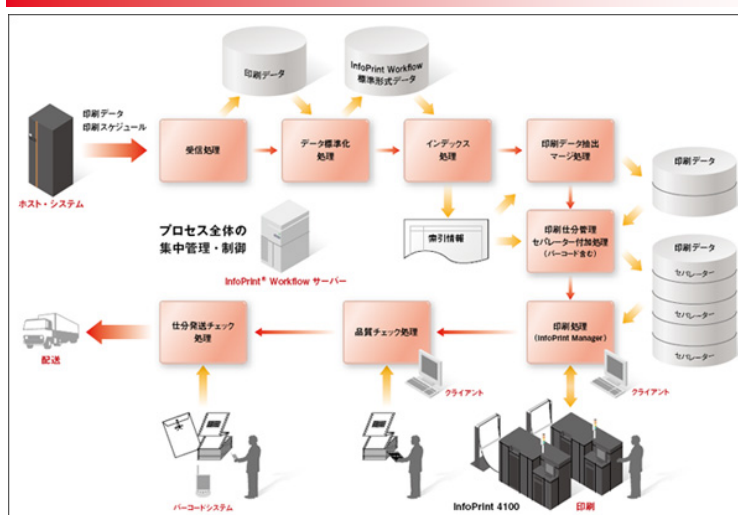 印刷データ
InfoPrint Workflow
標準形式データ
印刷データ
印刷スケジュール
受信処理
データ標準化
処理
インデックス
処理
印刷データ抽出
マージ処理
ホスト・システム
印刷データ
プロセス全体の
集中管理・制御
索引情報
印刷仕分管理
セパレーター付加処理
(バーコード含む)
印刷データ
セパレーター
セパレーター
セパレーター
セパレーター
InfoPrint® Workflow サーバー
仕分発送チェック
処理
品質チェック処理
印刷処理
(InfoPrint Manager)
配送
クライアント
クライアント
バーコードシステム
InfoPrint 4100
印刷